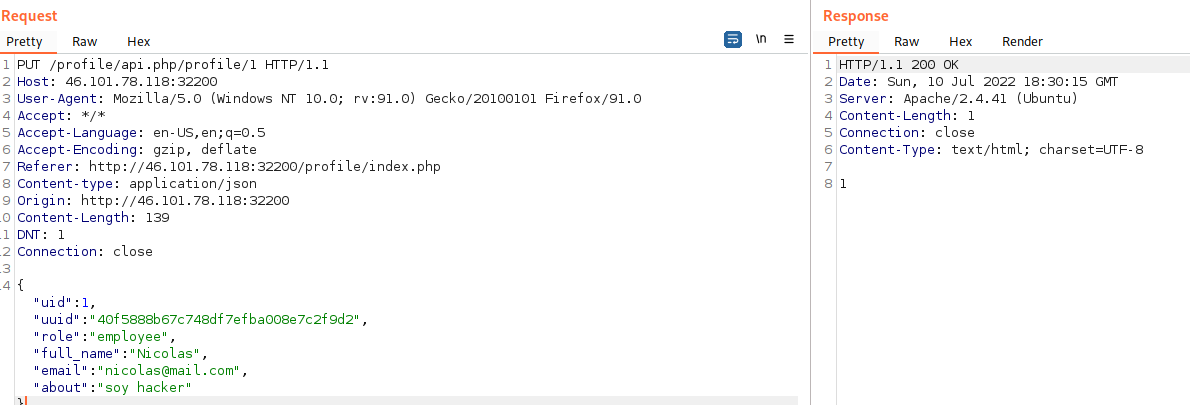 Request
Pretty Raw Hex \n
1 PUT /profile/api.php/profile/1 HTTP/1.1
2 Host: 46.101.78.118:32200
3 User-Agent: Mozilla/5.0 (Windows NT 10.0; rv:91.0) Gecko/20100101 Firefox/91.0
4 Accept: */*
5 Accept-Language: en-US,en;q=0.5
6 Accept-Encoding: gzip, deflate
7 Referer: http://46.101.78.118:32200/profile/index.php
8 Content-type: application/json
9 Origin: http://46.101.78.118:32200
.0 Content-Length: 139
.1 DNT: 1
.2 Connection: close
.3
.4 {
"uid":1,
"uuid":"40f5888b67c748df7efba008e7c2f9d2",
"role":"employee",
"full_name":"Nicolas",
"email":"nicolas@mail.com",
"about":"soy hacker"
}
Response
Pretty Raw Hex Render
1 HTTP/1.1 200 OK
2 Date: Sun, 10 Jul 2022 18:30:15 GMT
3 Server: Apache/2.4.41 (Ubuntu)
4 Content-Length: 1
5 Connection: close
6 Content-Type: text/html; charset=UTF-8
7
8 1